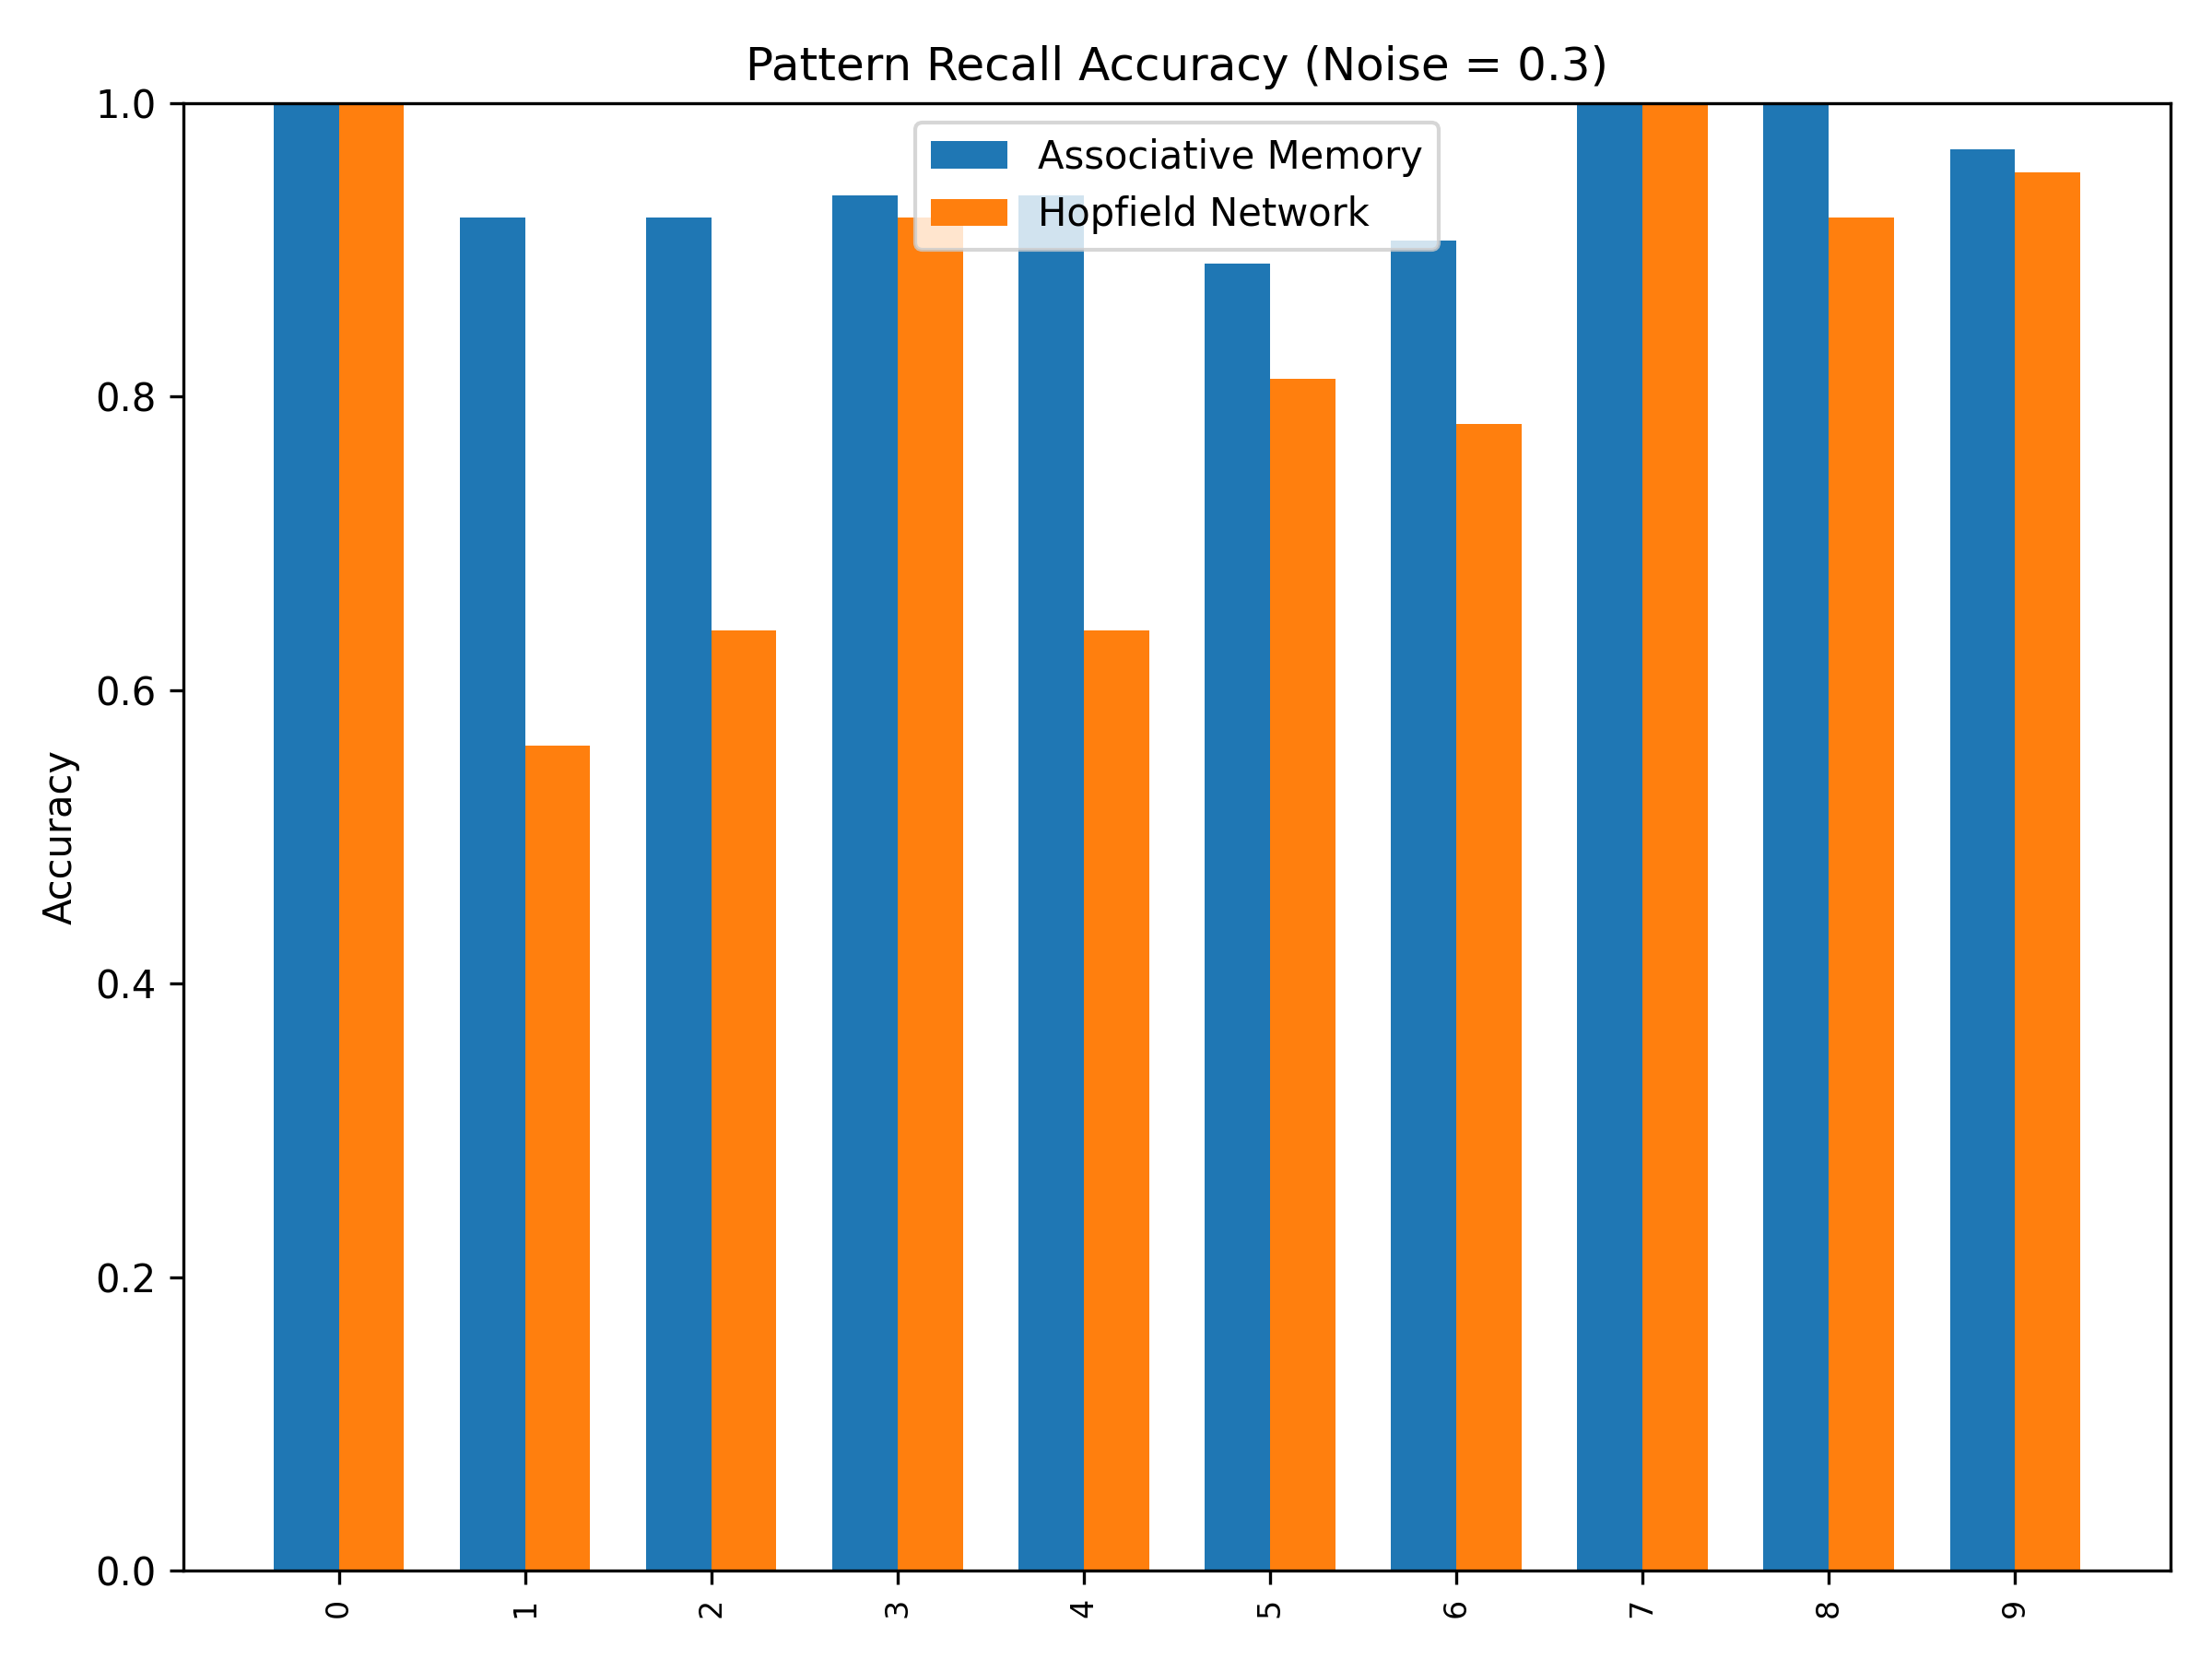 Pattern Recall Accuracy (Noise = 0.3)
Associative Memory
Hopfield Network
Accuracy
1.0
0.8
0.6
0.4
0.2
0.0
0 1 2 3 4 5 6 7 8 9